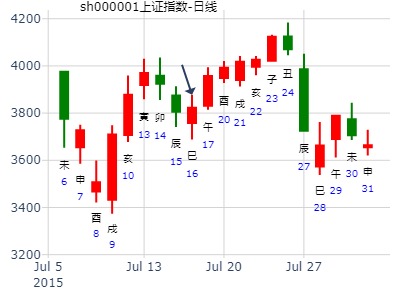 sh000001上证指数-日线
4200
4000
3800
3600
3400
3200
未
6
申
7
酉
8
戌
9
亥
10
寅
13
卯
14
辰
15
巳
16
午
17
酉
20
戌
21
亥
22
子
23
丑
24
辰
27
巳
28
午
29
未
30
申
31
Jul 5
2015
Jul 13
Jul 20
Jul 27